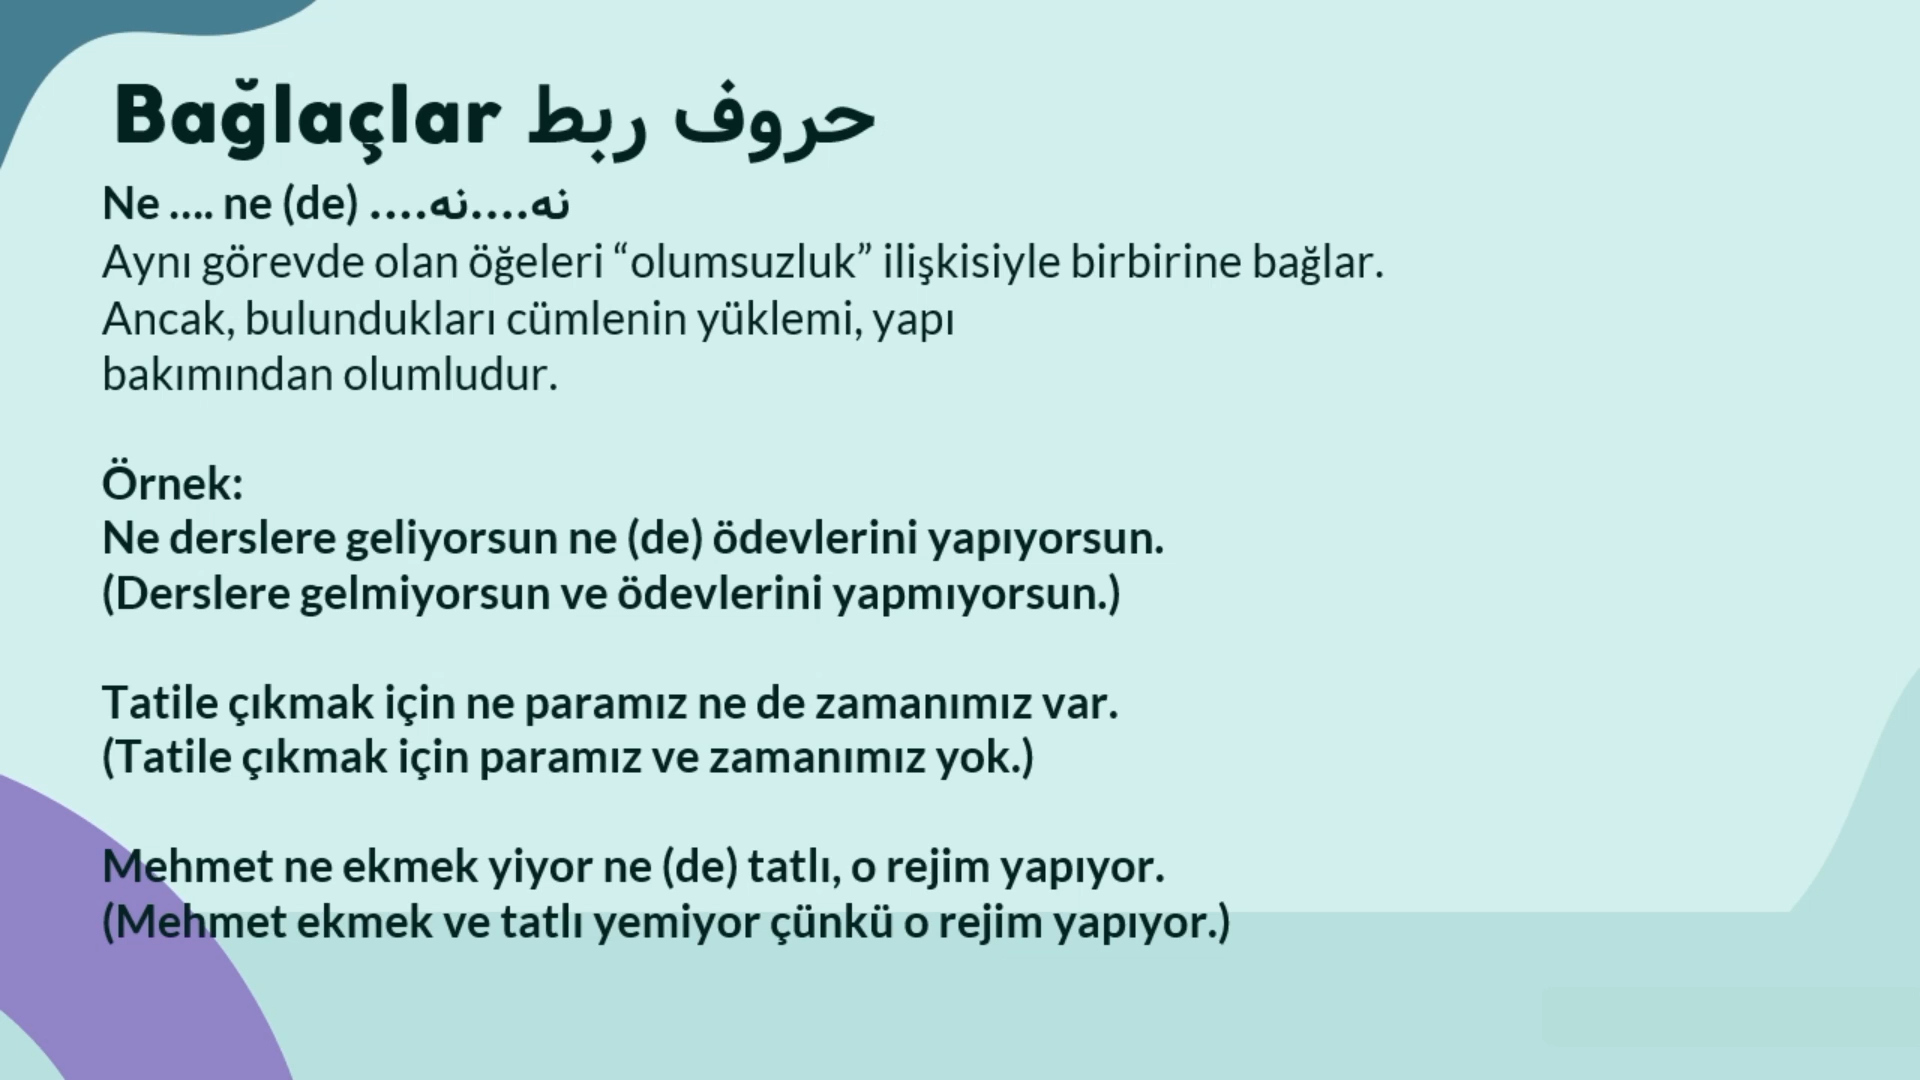 Bağlaçlar حروف ربط
Ne .... ne (de) نه....نه....
Aynı görevde olan öğeleri “olumsuzluk” ilişkisiyle birbirine bağlar.
Ancak, bulundukları cümlenin yüklemi, yapı
bakımından olumludur.
Örnek:
Ne derslere geliyorsun ne (de) ödevlerini yapıyorsun.
(Derslere gelmiyorsun ve ödevlerini yapmıyorsun.)
Tatile çıkmak için ne paramız ne de zamanımız var.
(Tatile çıkmak için paramız ve zamanımız yok.)
Mehmet ne ekmek yiyor ne (de) tatlı, o rejim yapıyor.
(Mehmet ekmek ve tatlı yemiyor çünkü o rejim yapıyor.)